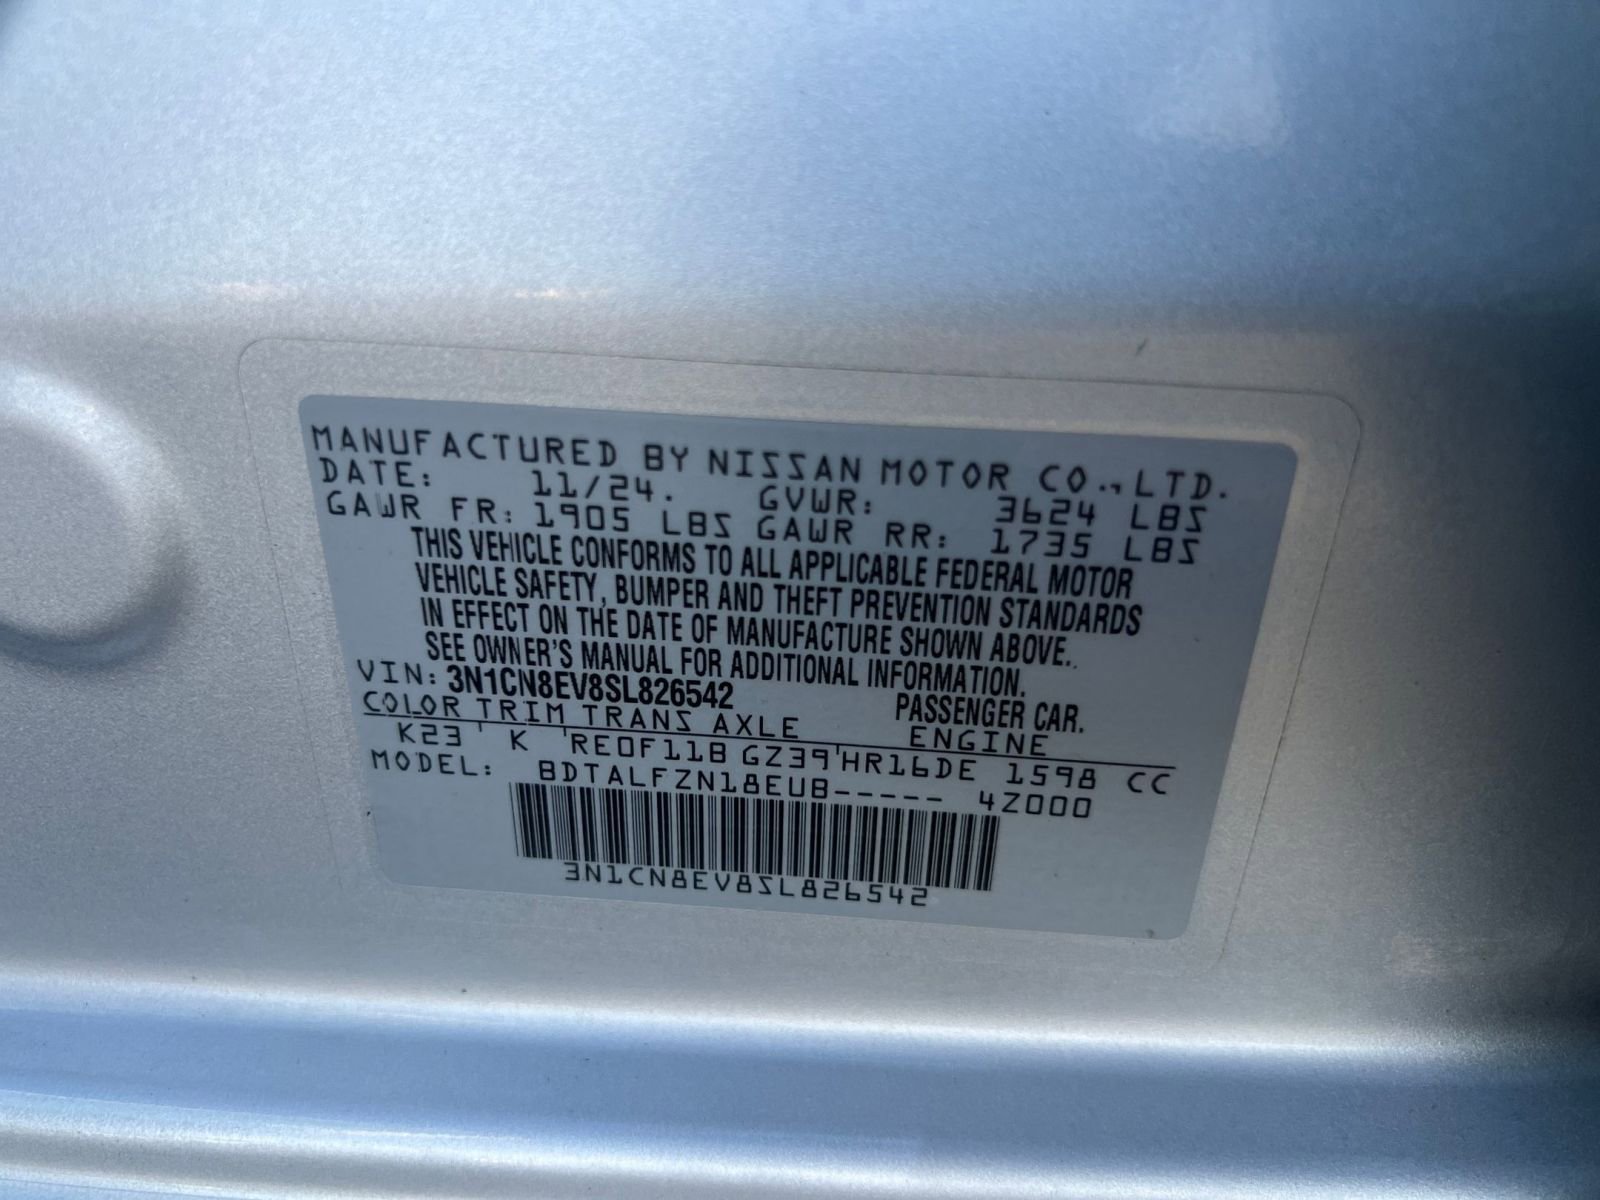 MANUFACTURED BY NISSAN MOTOR CO., LTD.
DATE: 11/24. GVWR: 3624 LBS
GAWR FR: 1905 LBS GAWR RR: 1735 LBS
THIS VEHICLE CONFORMS TO ALL APPLICABLE FEDERAL MOTOR
VEHICLE SAFETY, BUMPER AND THEFT PREVENTION STANDARDS
IN EFFECT ON THE DATE OF MANUFACTURE SHOWN ABOVE.
SEE OWNER'S MANUAL FOR ADDITIONAL INFORMATION.
VIN: 3N1CN8EV8SL826542 PASSENGER CAR.
COLOR TRIM TRANS AXLE ENGINE
K23 K RE0F11B GZ39 HR16DE 1598 CC
MODEL: BDTALFZN18EUB----- 4Z000
3N1CN8EV8SL826542